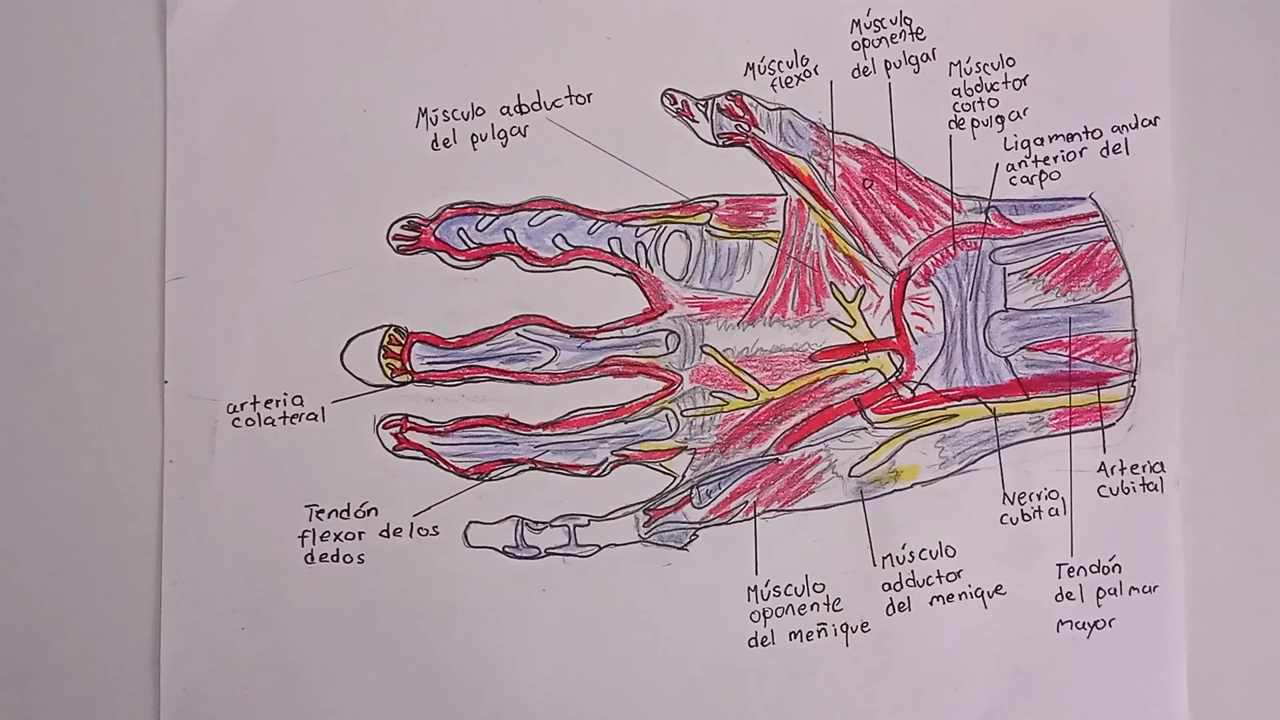 Músculo abductor
del pulgar
Músculo
flexor
Músculo
oponente
del pulgar
Músculo
abductor
corto
de pulgar
Ligamento anular
anterior del
carpo
arteria
colateral
Tendón
flexor de los
dedos
Músculo
oponente
del meñique
Músculo
adductor
del menique
Nervio
cubital
Tendón
del palmar
mayor
Arteria
cubital